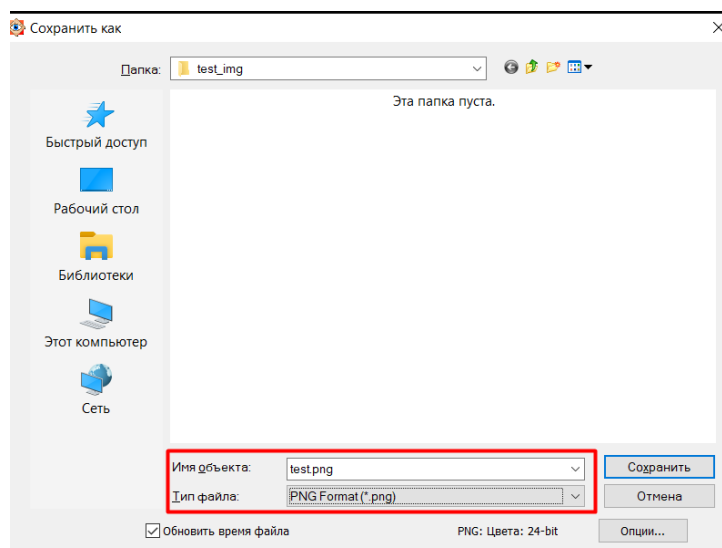 Сохранить как
Папка: test_img
Эта папка пуста.
Быстрый доступ
Рабочий стол
Библиотеки
Этот компьютер
Сеть
Имя объекта: test.png Сохранить
Тип файла: PNG Format (*.png) Отмена
Обновить время файла PNG: Цвета: 24-bit Опции...